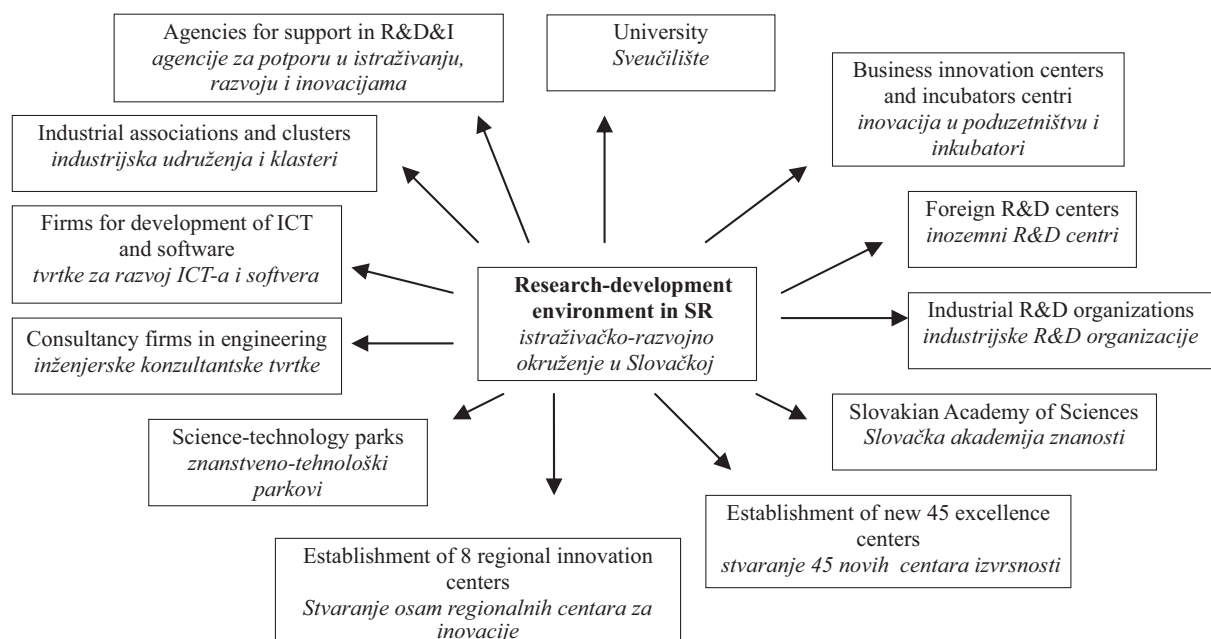 Agencies for support in R&D&I
agencije za potporu u istraživanju,
razvoju i inovacijama
University
Sveučilište
Business innovation centers
and incubators centri
inovacija u poduzetništvu i
inkubatori
Industrial associations and clusters
industrijska udruženja i klasteri
Foreign R&D centers
inozemni R&D centri
Firms for development of ICT
and software
tvrtke za razvoj ICT-a i softvera
Research-development
environment in SR
istraživačko-razvojno
okruženje u Slovačkoj
Industrial R&D organizations
industrijske R&D organizacije
Consultancy firms in engineering
inženjerske konzultantske tvrtke
Slovakian Academy of Sciences
Slovačka akademija znanosti
Science-technology parks
znanstveno-tehnološki
parkovi
Establishment of new 45 excellence
centers
stvaranje 45 novih centara izvrsnosti
Establishment of 8 regional innovation
centers
Stvaranje osam regionalnih centara za
inovacije